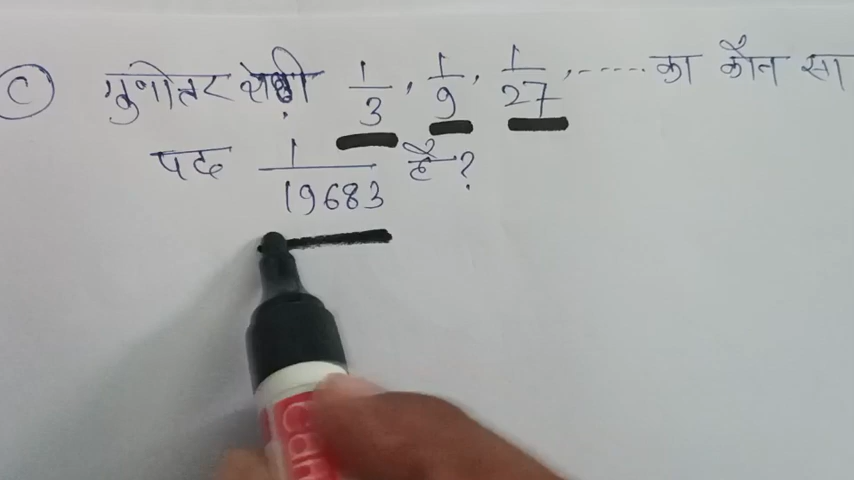 (C) गुणोतर श्रेणी 1/3, 1/9, 1/27, ...... का कौन सा
पद 1/19683 है?